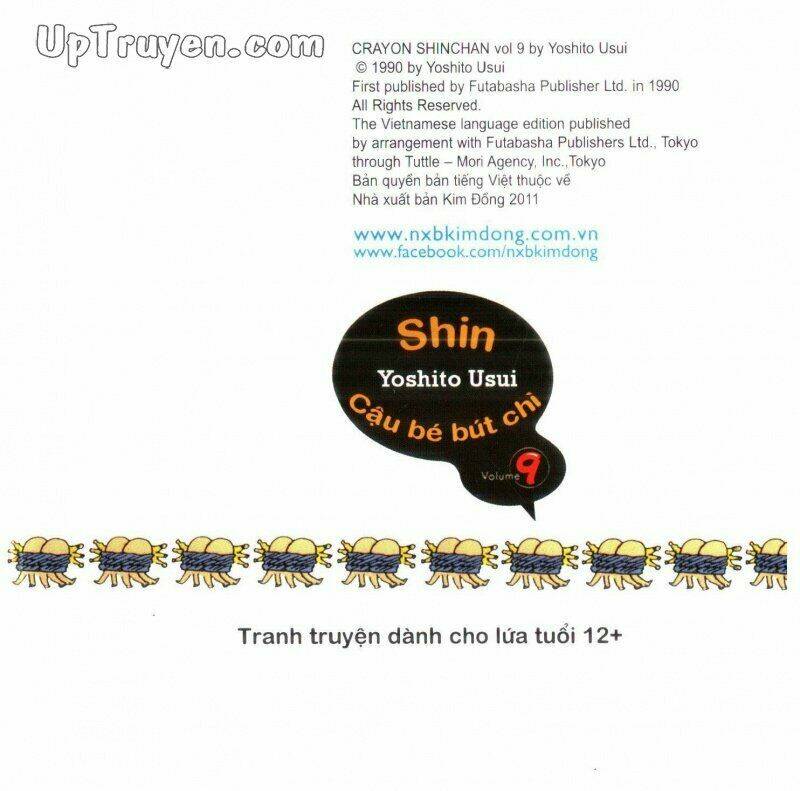 UpTruyen.com
CRAYON SHINCHAN vol 9 by Yoshito Usui
© 1990 by Yoshito Usui
First published by Futabasha Publisher Ltd. in 1990
All Rights Reserved.
The Vietnamese language edition published
by arrangement with Futabasha Publishers Ltd., Tokyo
through Tuttle – Mori Agency, Inc.,Tokyo
Bản quyền bản tiếng Việt thuộc về
Nhà xuất bản Kim Đồng 2011
www.nxbkimdong.com.vn
www.facebook.com/nxbkimdong
Shin
Yoshito Usui
Cậu bé bút chì
Volume 9
Tranh truyện dành cho lứa tuổi 12+